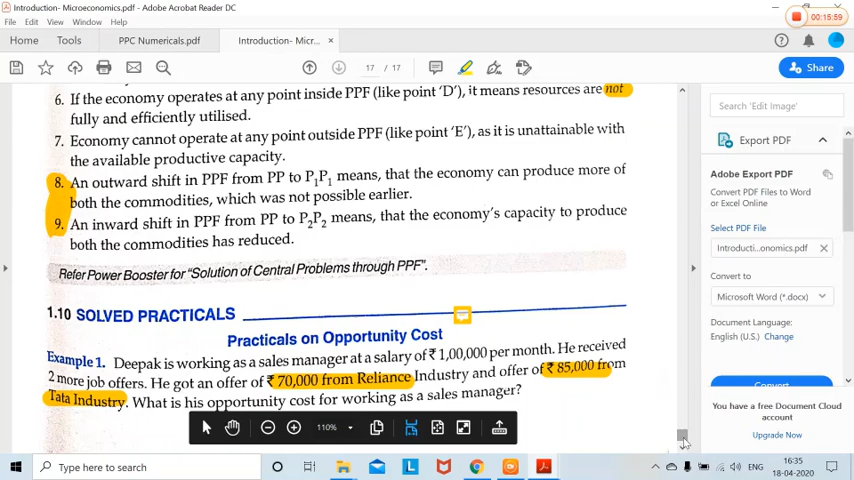 Introduction- Microeconomics.pdf - Adobe Acrobat Reader DC
00:15:59
File Edit View Window Help
Home Tools PPC Numericals.pdf Introduction- Mic... ×
17 / 17
Share
6. If the economy operates at any point inside PPF (like point 'D'), it means resources are not
fully and efficiently utilised.
7. Economy cannot operate at any point outside PPF (like point 'E'), as it is unattainable with
the available productive capacity.
8. An outward shift in PPF from PP to P₁P₁ means, that the economy can produce more of
both the commodities, which was not possible earlier.
9. An inward shift in PPF from PP to P₂P₂ means, that the economy's capacity to produce
both the commodities has reduced.
Refer Power Booster for "Solution of Central Problems through PPF".
1.10 SOLVED PRACTICALS
Practicals on Opportunity Cost
Example 1. Deepak is working as a sales manager at a salary of ₹ 1,00,000 per month. He received
2 more job offers. He got an offer of ₹ 70,000 from Reliance Industry and offer of ₹ 85,000 from
Tata Industry. What is his opportunity cost for working as a sales manager?
110%
Search 'Edit Image'
Export PDF
Adobe Export PDF
Convert PDF Files to Word
or Excel Online
Select PDF File
Introducti...onomics.pdf ×
Convert to
Microsoft Word (*.docx)
Document Language:
English (U.S.) Change
Convert
You have a free Document Cloud
account
Upgrade Now
Type here to search
ENG
16:35
18-04-2020